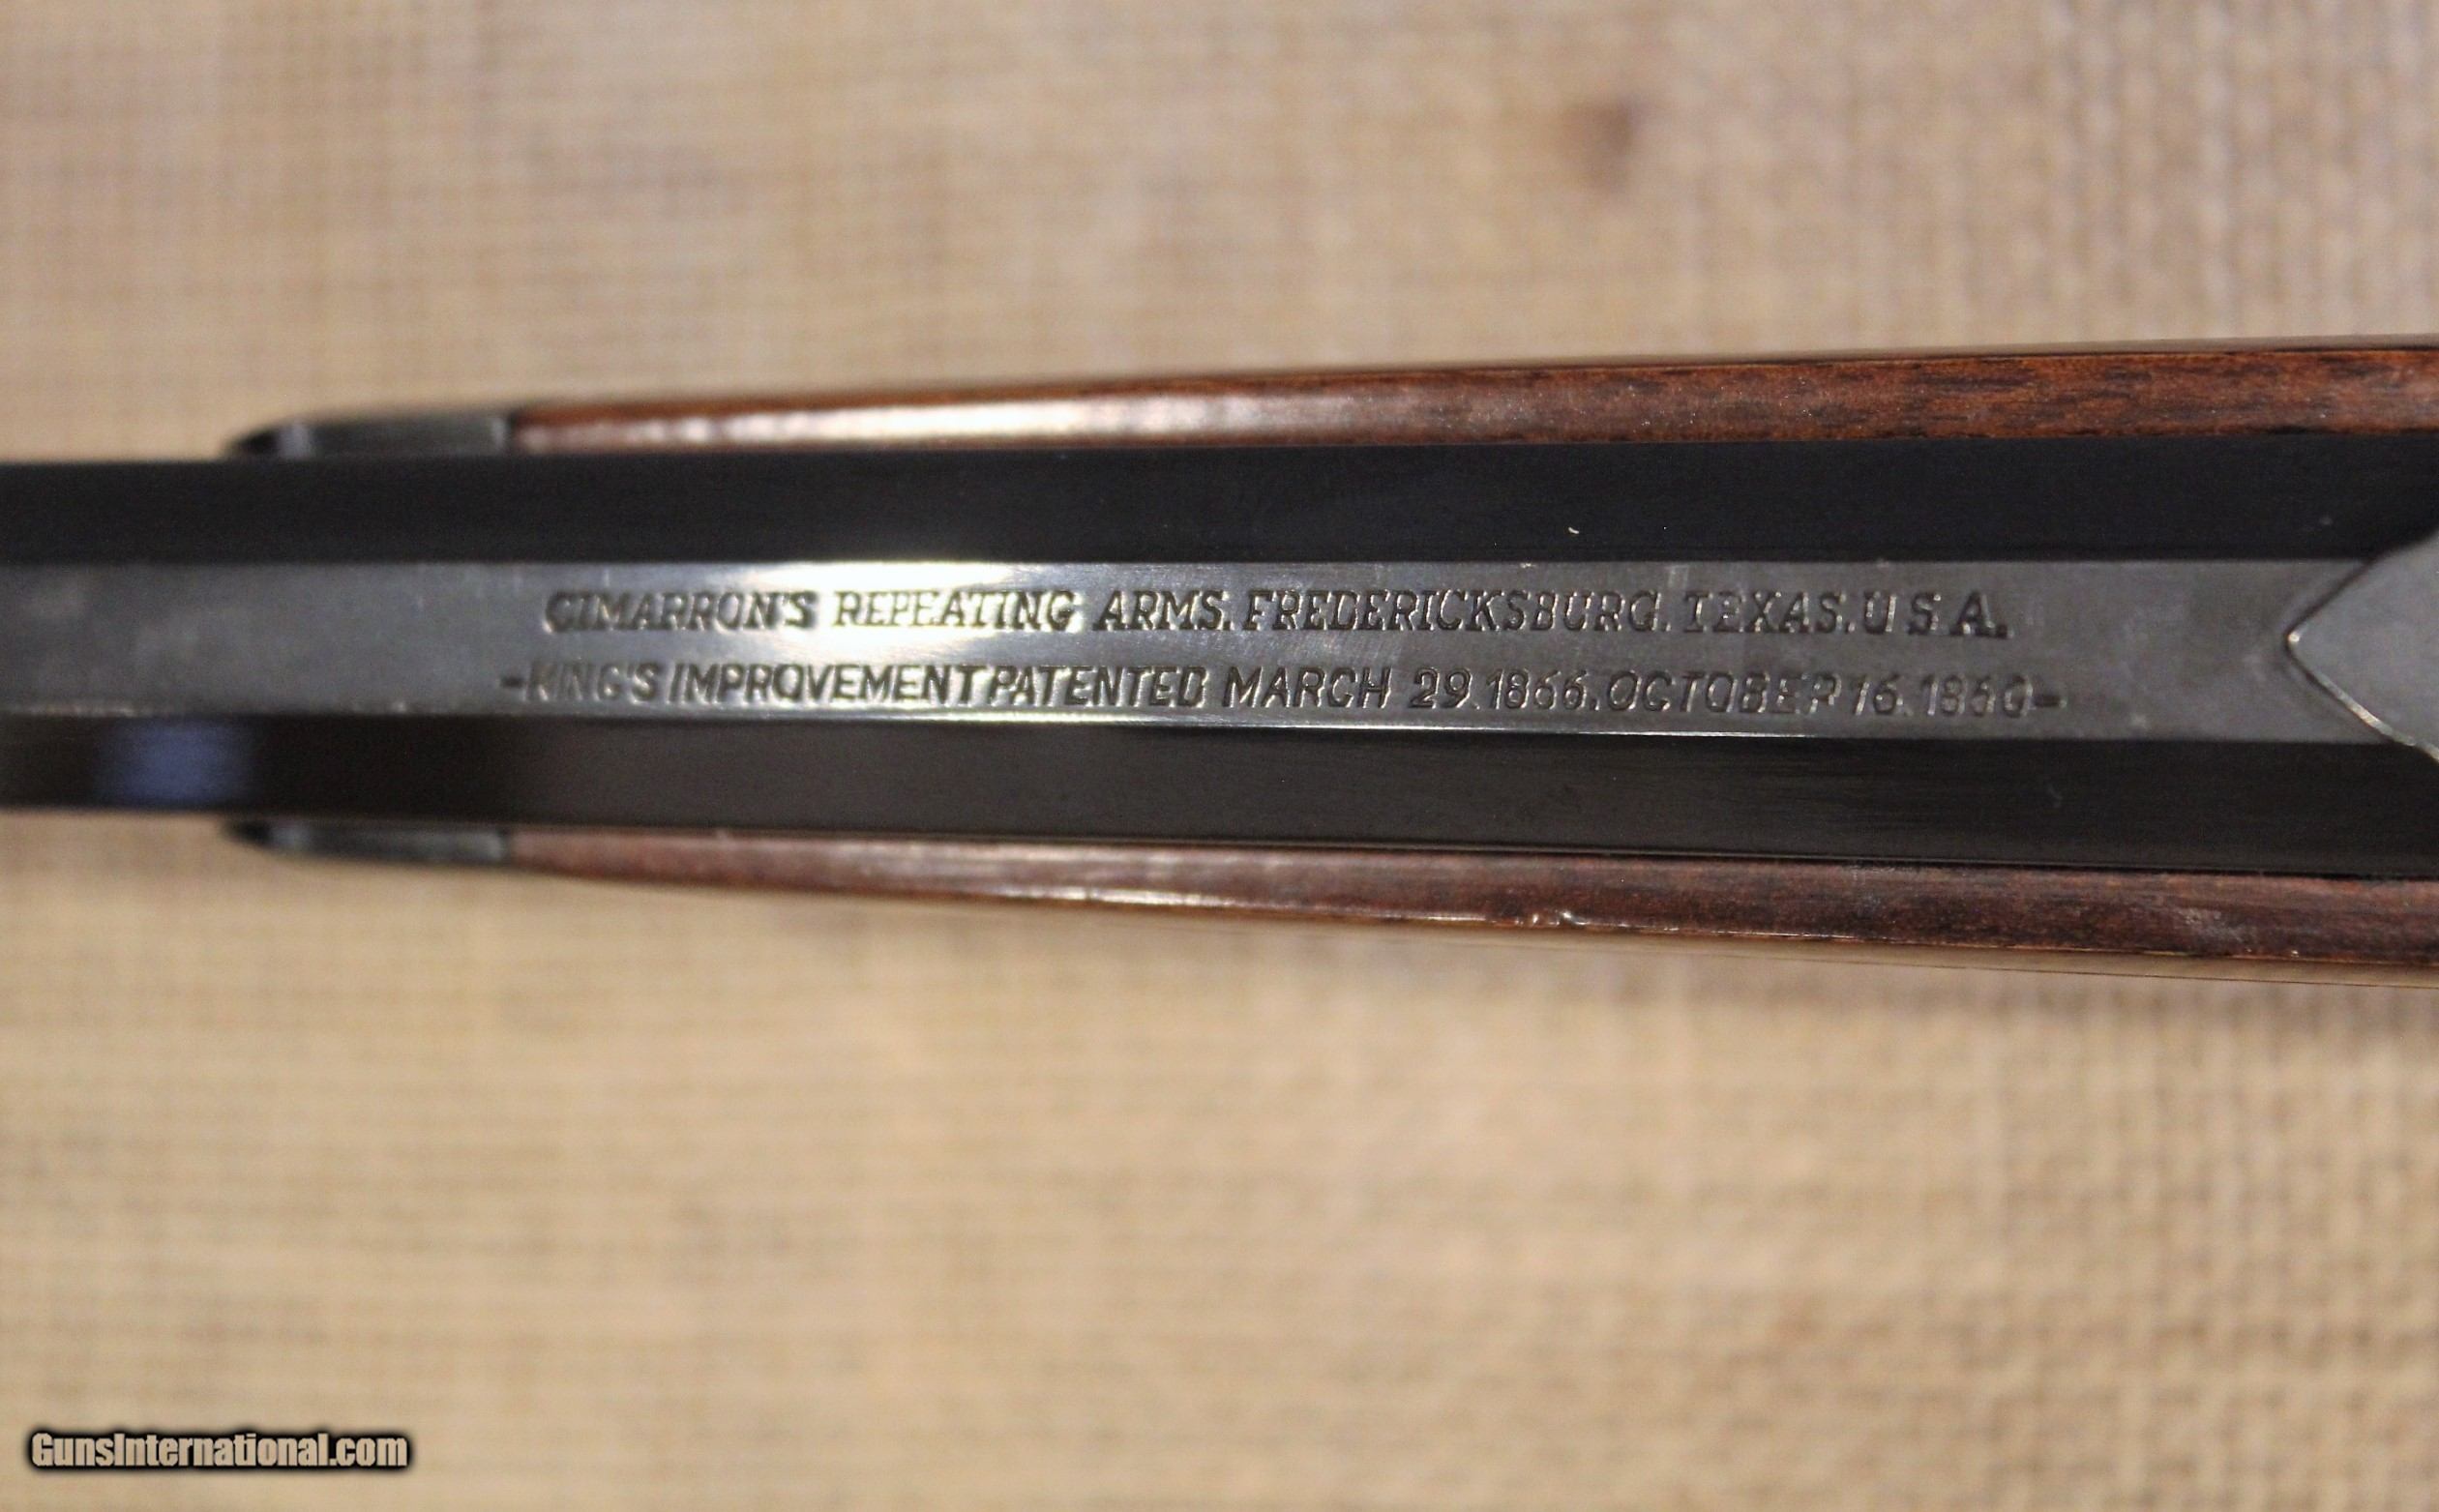 CIMARRON'S REPEATING ARMS. FREDERICKSBURG. TEXAS. U S A.
-KING'S IMPROVEMENT PATENTED MARCH 29. 1866. OCTOBER 16. 1860-
GunsInternational.com